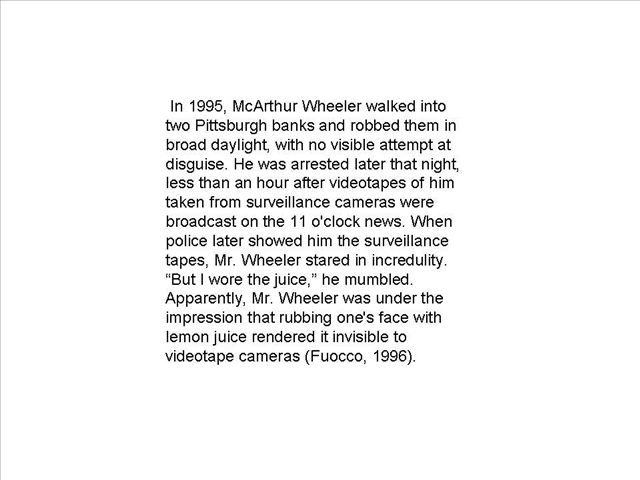 In 1995, McArthur Wheeler walked into
two Pittsburgh banks and robbed them in
broad daylight, with no visible attempt at
disguise. He was arrested later that night,
less than an hour after videotapes of him
taken from surveillance cameras were
broadcast on the 11 o'clock news. When
police later showed him the surveillance
tapes, Mr. Wheeler stared in incredulity.
“But I wore the juice,” he mumbled.
Apparently, Mr. Wheeler was under the
impression that rubbing one's face with
lemon juice rendered it invisible to
videotape cameras (Fuocco, 1996).